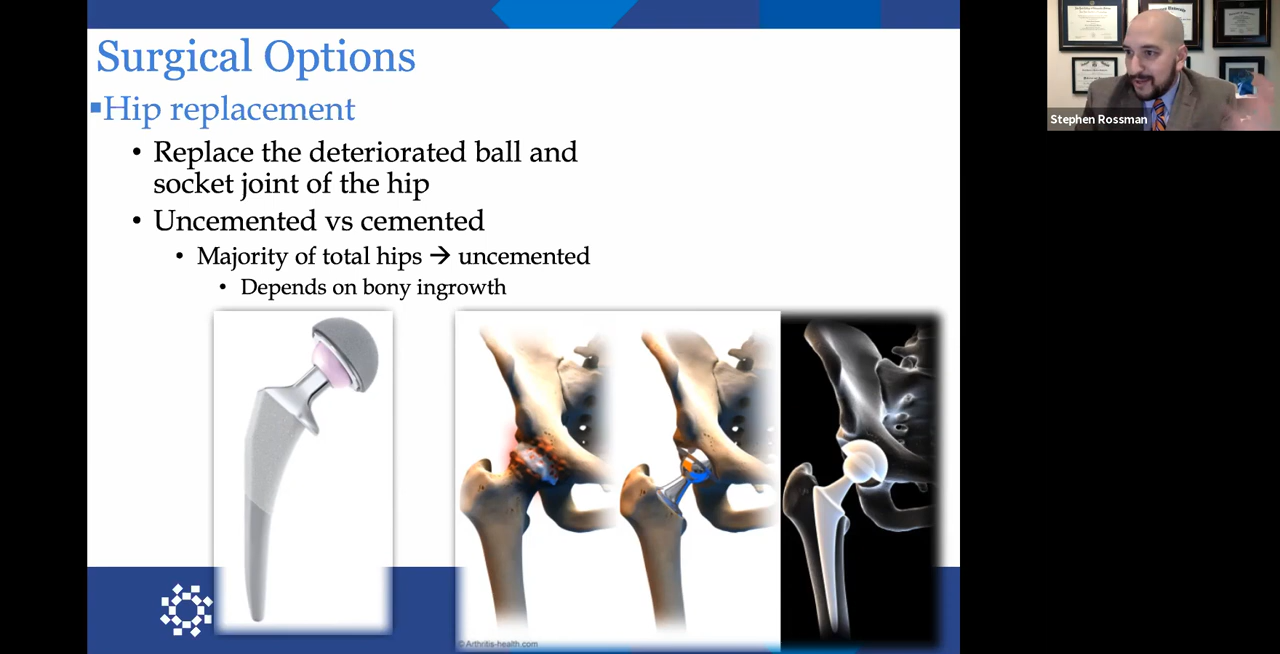 Surgical Options
▪Hip replacement
• Replace the deteriorated ball and
socket joint of the hip
• Uncemented vs cemented
• Majority of total hips → uncemented
• Depends on bony ingrowth
© Arthritis-health.com
Stephen Rossman